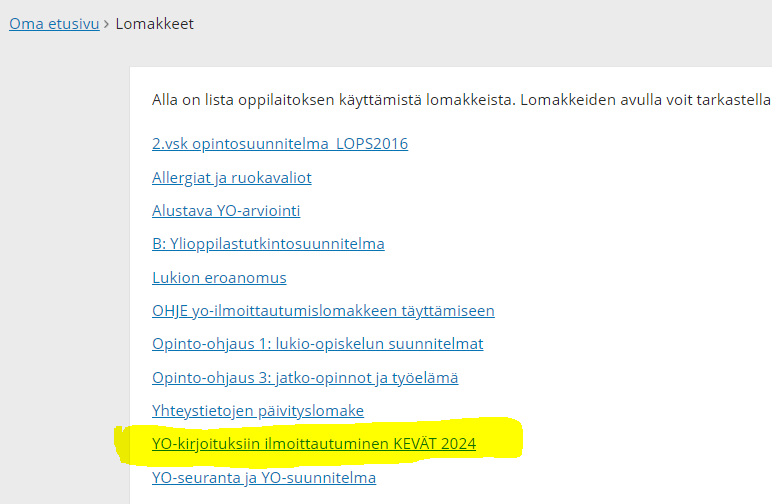 Oma etusivu > Lomakkeet
Alla on lista oppilaitoksen käyttämistä lomakkeista. Lomakkeiden avulla voit tarkastella
2.vsk opintosuunnitelma LOPS2016
Allergiat ja ruokavaliot
Alustava YO-arviointi
B: Ylioppilastutkintosuunnitelma
Lukion eroanomus
OHJE yo-ilmoittautumislomakkeen täyttämiseen
Opinto-ohjaus 1: lukio-opiskelun suunnitelmat
Opinto-ohjaus 3: jatko-opinnot ja työelämä
Yhteystietojen päivityslomake
YO-kirjoituksiin ilmoittautuminen KEVÄT 2024
YO-seuranta ja YO-suunnitelma